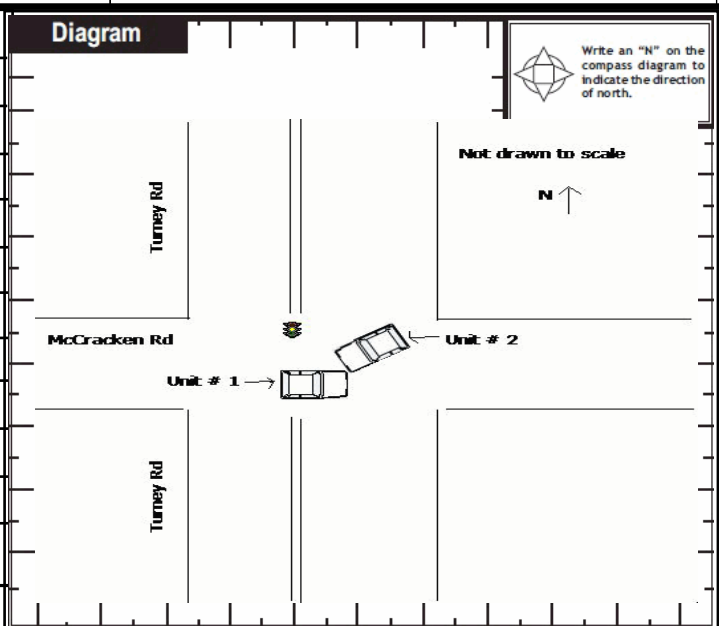 Diagram
Write an “N” on the
compass diagram to
indicate the direction
of north.
Not drawn to scale
N
Turney Rd
McCracken Rd
Unit # 2
Unit # 1
Turney Rd